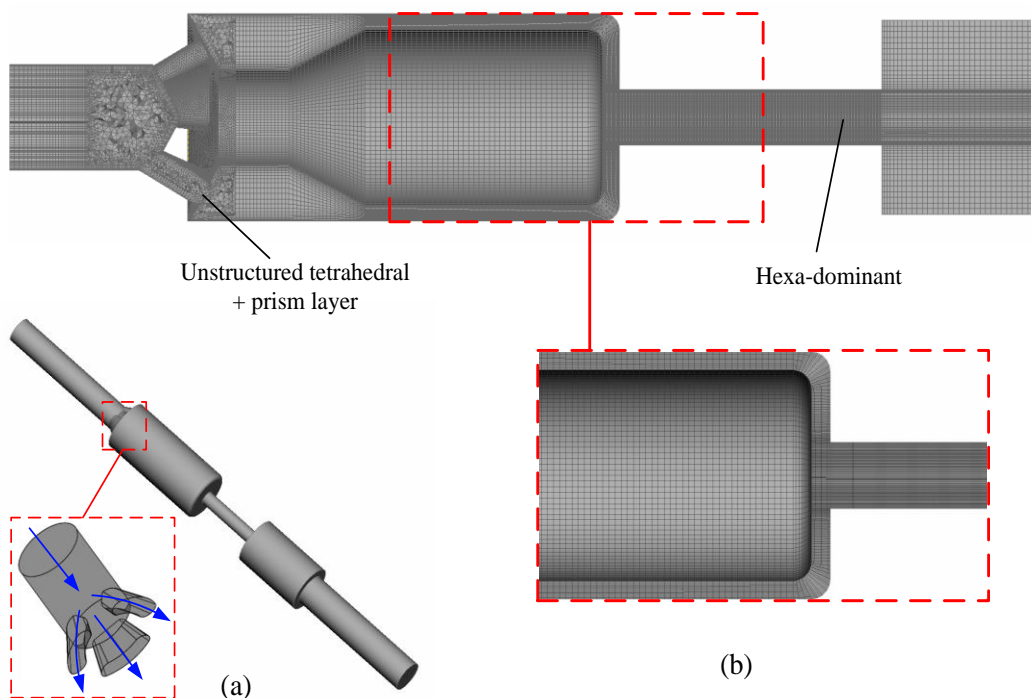 Unstructured tetrahedral
+ prism layer
Hexa-dominant
(a)
(b)